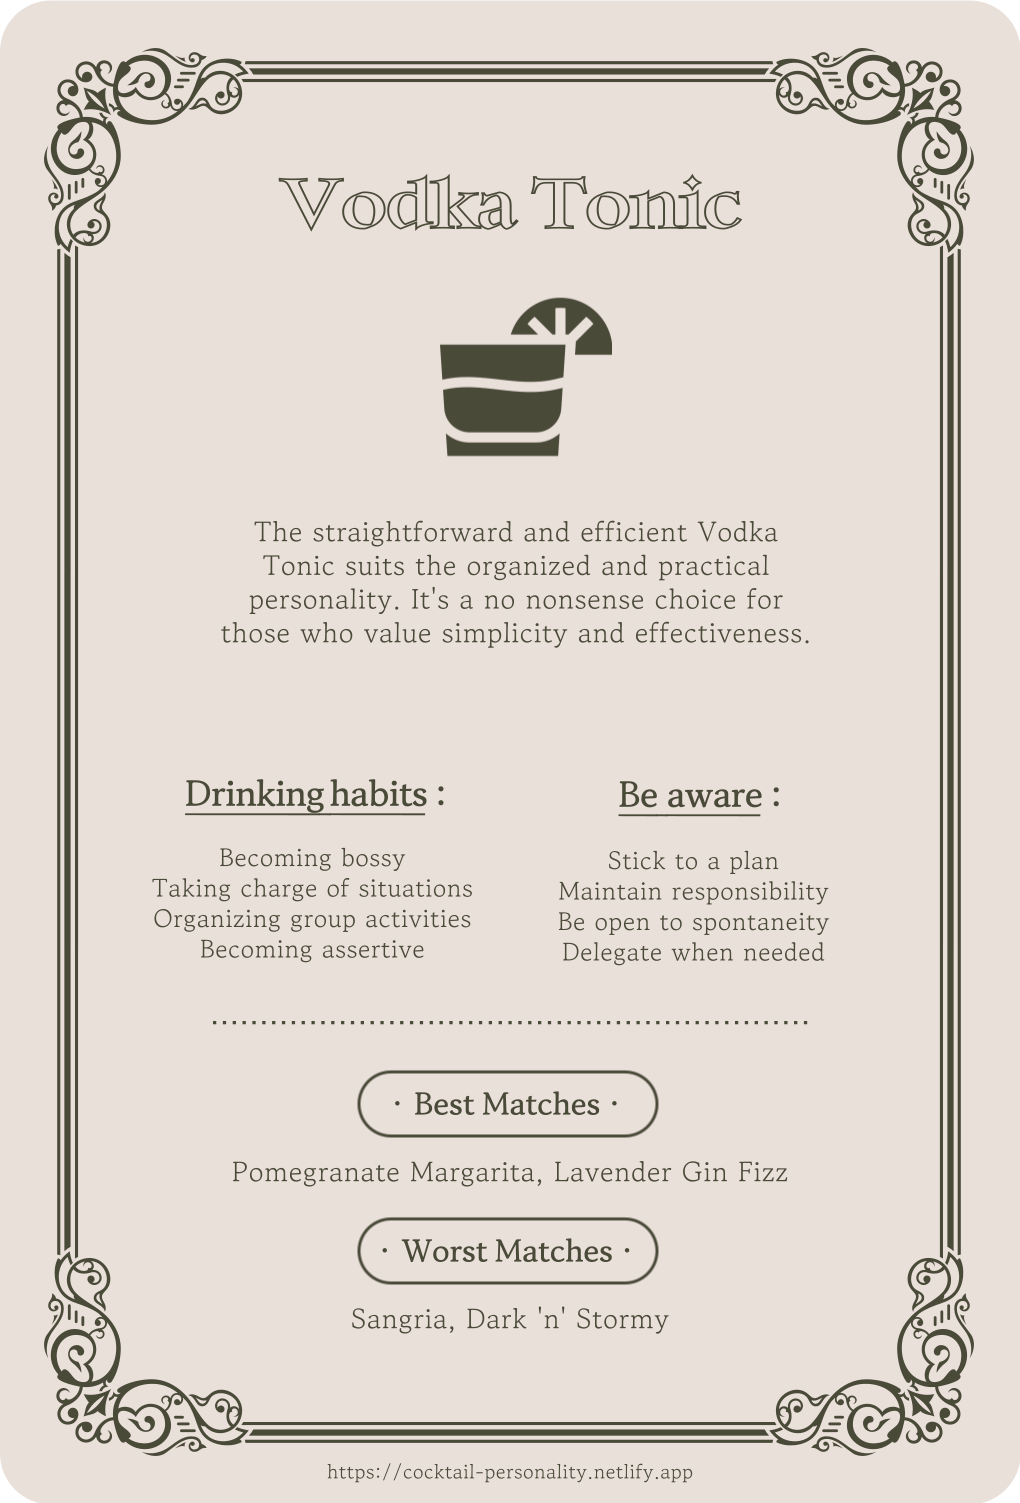 Vodka Tonic
The straightforward and efficient Vodka
Tonic suits the organized and practical
personality. It's a no nonsense choice for
those who value simplicity and effectiveness.
Drinking habits :
Becoming bossy
Taking charge of situations
Organizing group activities
Becoming assertive
Be aware :
Stick to a plan
Maintain responsibility
Be open to spontaneity
Delegate when needed
· Best Matches ·
Pomegranate Margarita, Lavender Gin Fizz
· Worst Matches ·
Sangria, Dark 'n' Stormy
https://cocktail-personality.netlify.app